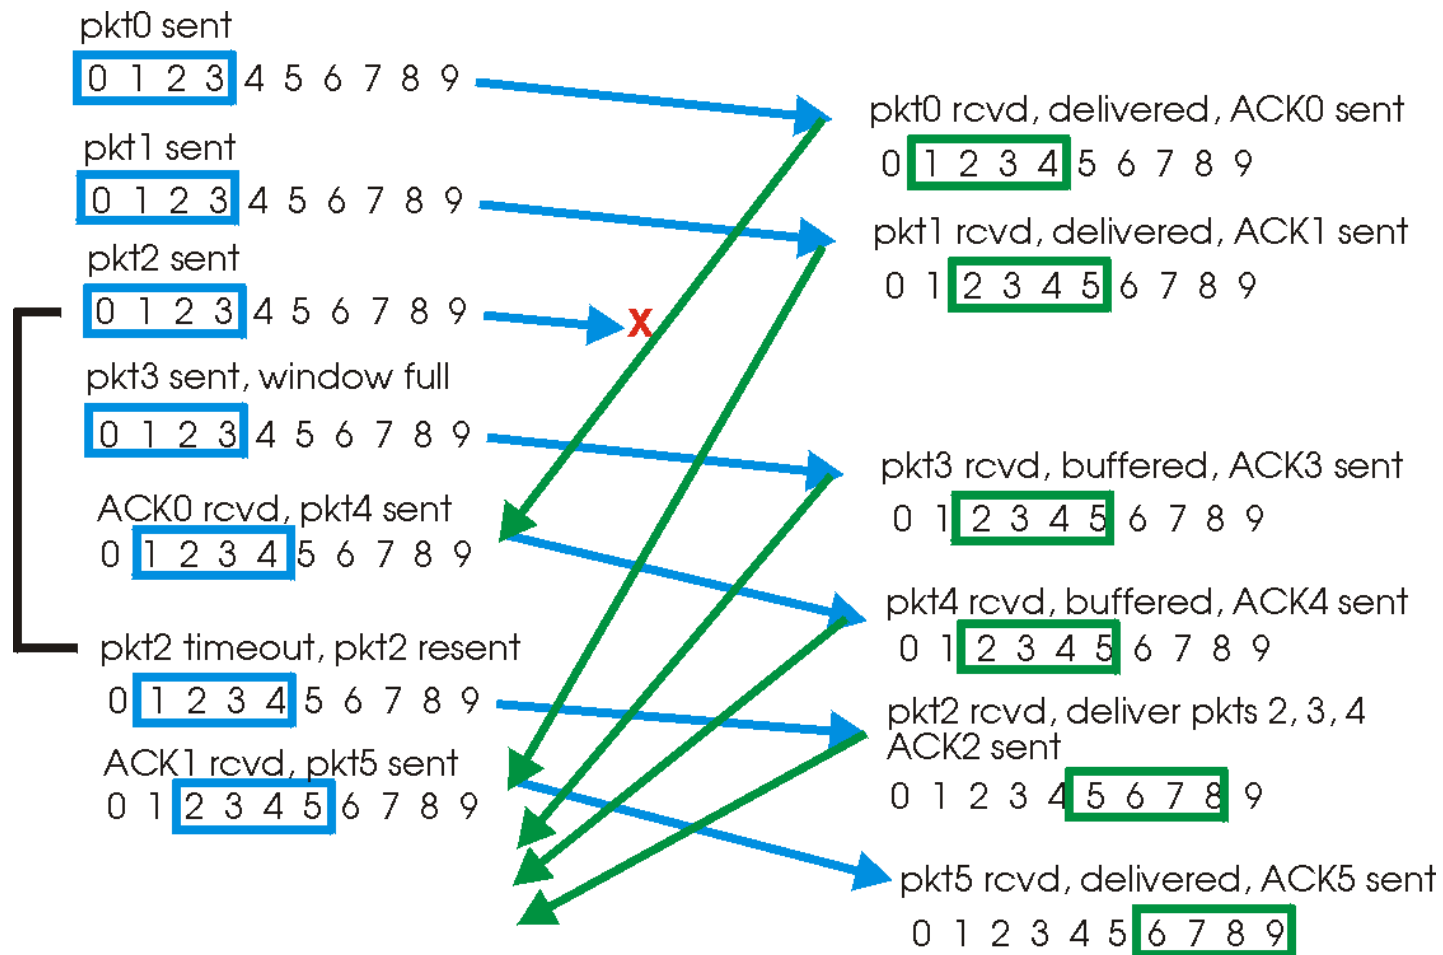 pkt0 sent
0 1 2 3 4 5 6 7 8 9
pkt1 sent
0 1 2 3 4 5 6 7 8 9
pkt2 sent
0 1 2 3 4 5 6 7 8 9
X
pkt3 sent, window full
0 1 2 3 4 5 6 7 8 9
ACK0 rcvd, pkt4 sent
0 1 2 3 4 5 6 7 8 9
pkt2 timeout, pkt2 resent
0 1 2 3 4 5 6 7 8 9
ACK1 rcvd, pkt5 sent
0 1 2 3 4 5 6 7 8 9
pkt0 rcvd, delivered, ACK0 sent
0 1 2 3 4 5 6 7 8 9
pkt1 rcvd, delivered, ACK1 sent
0 1 2 3 4 5 6 7 8 9
pkt3 rcvd, buffered, ACK3 sent
0 1 2 3 4 5 6 7 8 9
pkt4 rcvd, buffered, ACK4 sent
0 1 2 3 4 5 6 7 8 9
pkt2 rcvd, deliver pkts 2, 3, 4
ACK2 sent
0 1 2 3 4 5 6 7 8 9
pkt5 rcvd, delivered, ACK5 sent
0 1 2 3 4 5 6 7 8 9